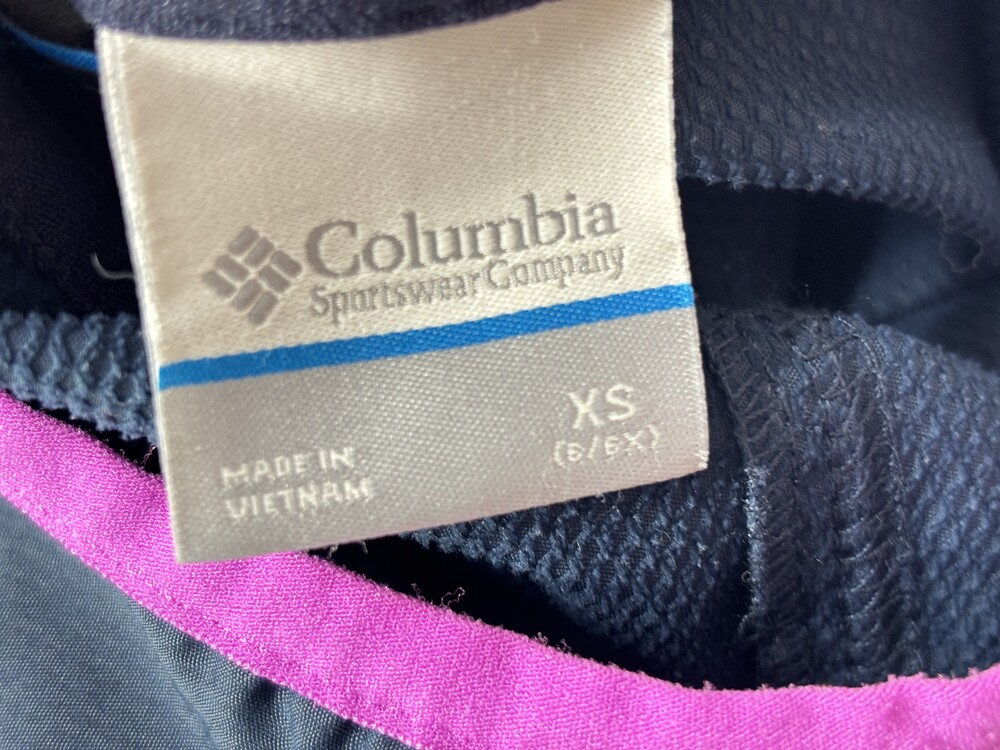 Columbia
Sportswear Company
XS
(6/6X)
MADE IN
VIETNAM